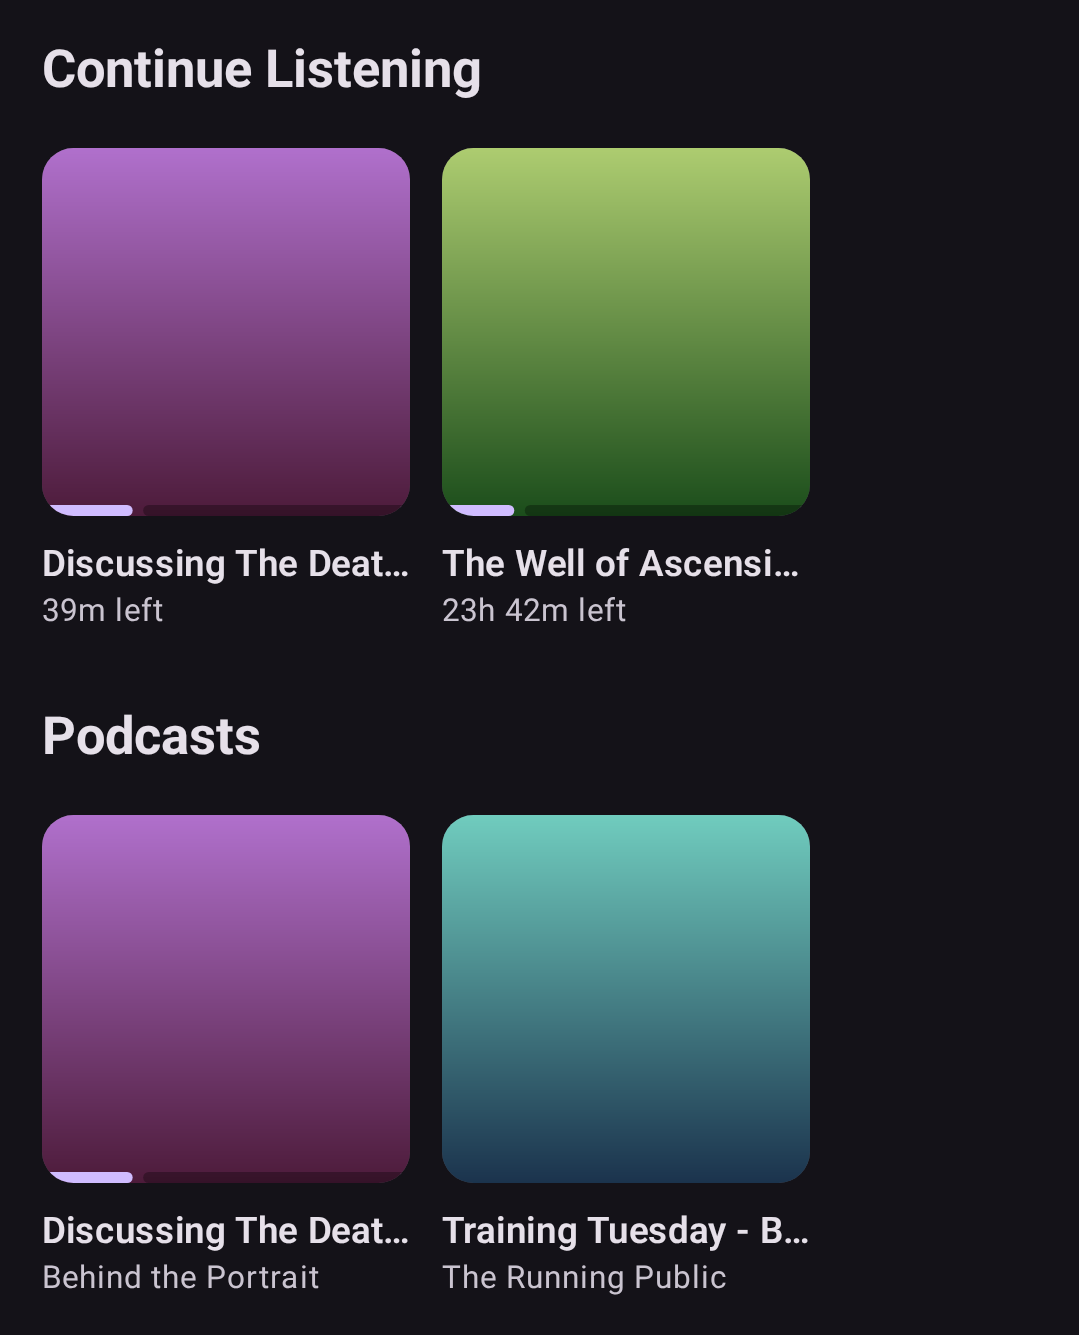 Continue Listening
Discussing The Deat...
The Well of Ascensi...
39m left
23h 42m left
Podcasts
Discussing The Deat...
Training Tuesday - B...
Behind the Portrait
The Running Public